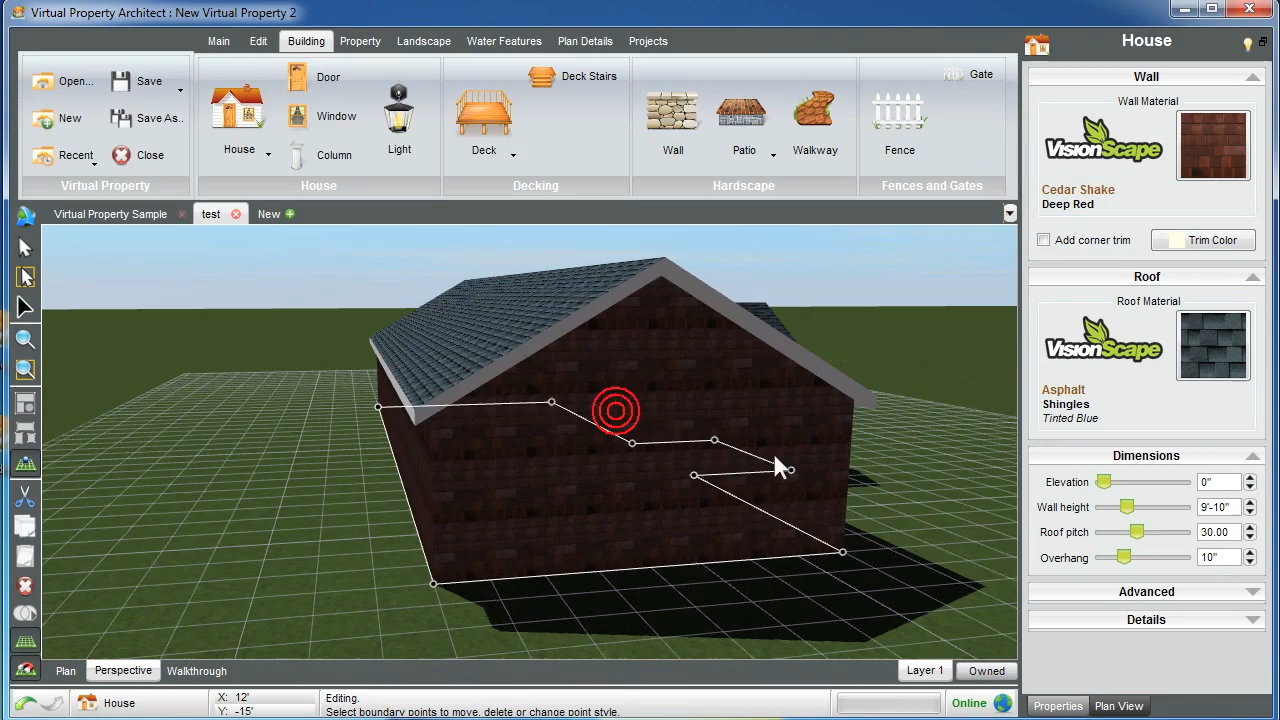 Virtual Property Architect : New Virtual Property 2
Main Edit Building Property Landscape Water Features Plan Details Projects
House
Open... Save
New Save As..
Recent Close
Virtual Property
House
Door
Window
Column
Light
House
Deck
Deck Stairs
Decking
Wall
Patio
Walkway
Hardscape
Gate
Fence
Fences and Gates
Virtual Property Sample test New
Wall
Wall Material
VISIONSCAPE
Cedar Shake
Deep Red
Add corner trim Trim Color
Roof
Roof Material
VISIONSCAPE
Asphalt
Shingles
Tinted Blue
Dimensions
Elevation 0"
Wall height 9'-10"
Roof pitch 30.00
Overhang 10"
Advanced
Details
Plan Perspective Walkthrough
Layer 1 Owned
House
X: 12'
Y: -15'
Editing.
Select boundary points to move, delete or change point style.
Online
Properties Plan View